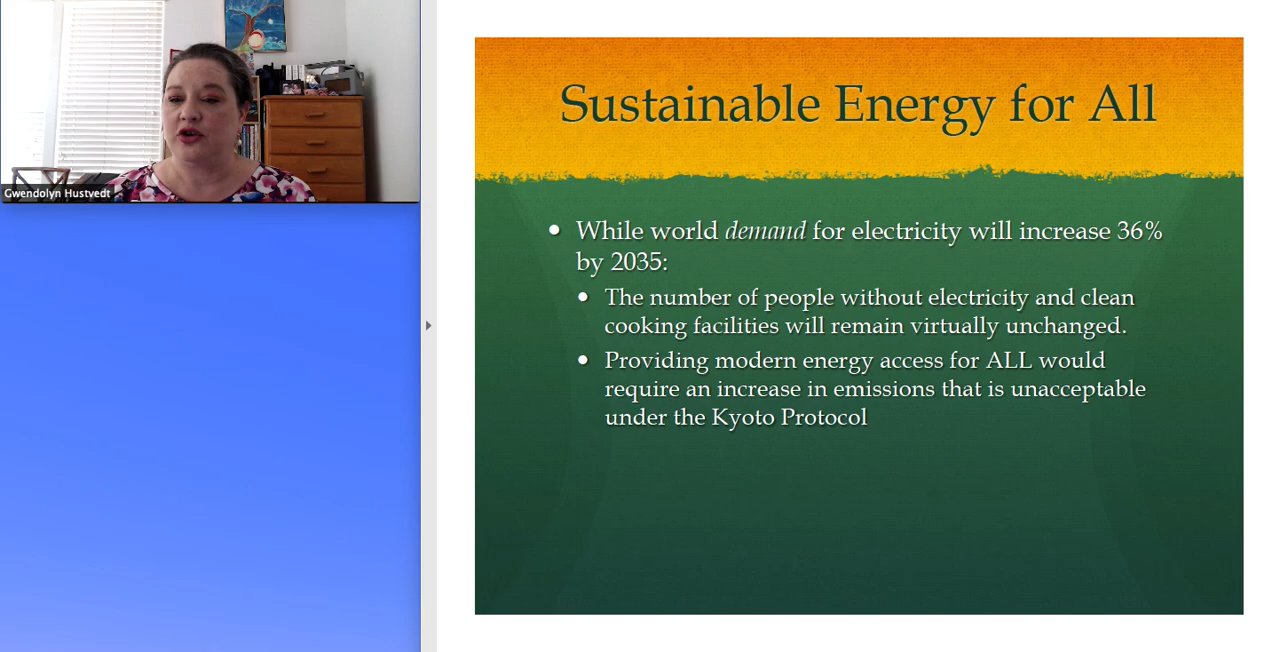 Gwendolyn Hustvedt
Sustainable Energy for All
While world demand for electricity will increase 36%
by 2035:
The number of people without electricity and clean
cooking facilities will remain virtually unchanged.
Providing modern energy access for ALL would
require an increase in emissions that is unacceptable
under the Kyoto Protocol